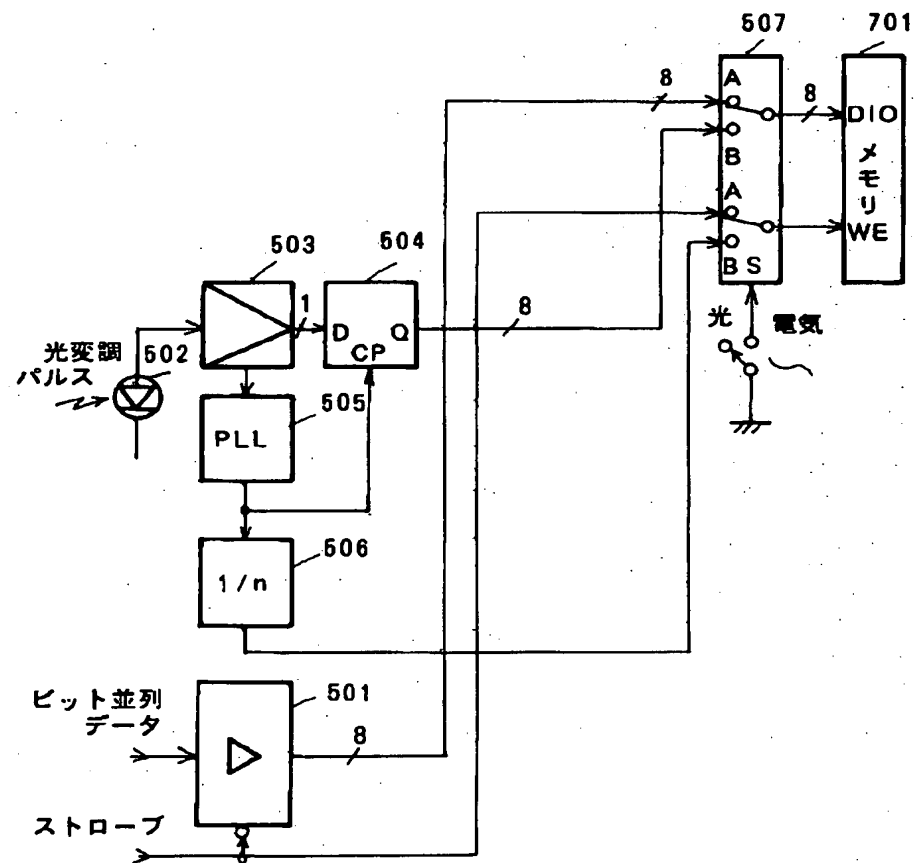 507
701
8
A
8
DIO
B
メモリ
A
WE
B S
503
504
1
D Q
CP
8
光
電気
光変調
パルス
502
505
PLL
506
1/n
ビット並列
データ
501
8
ストローブ